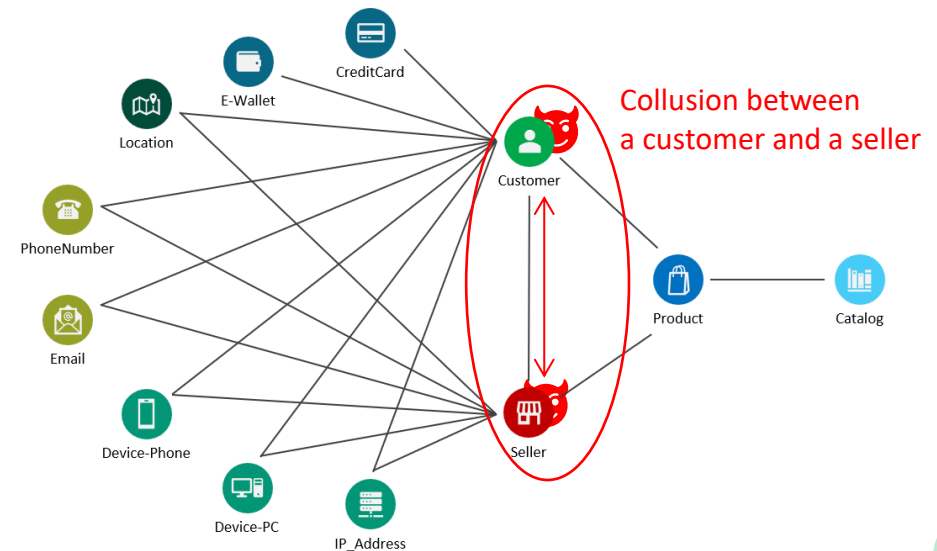 CreditCard
E-Wallet
Location
Collusion between
a customer and a seller
Customer
PhoneNumber
Product
Catalog
Email
Device-Phone
Seller
Device-PC
IP_Address